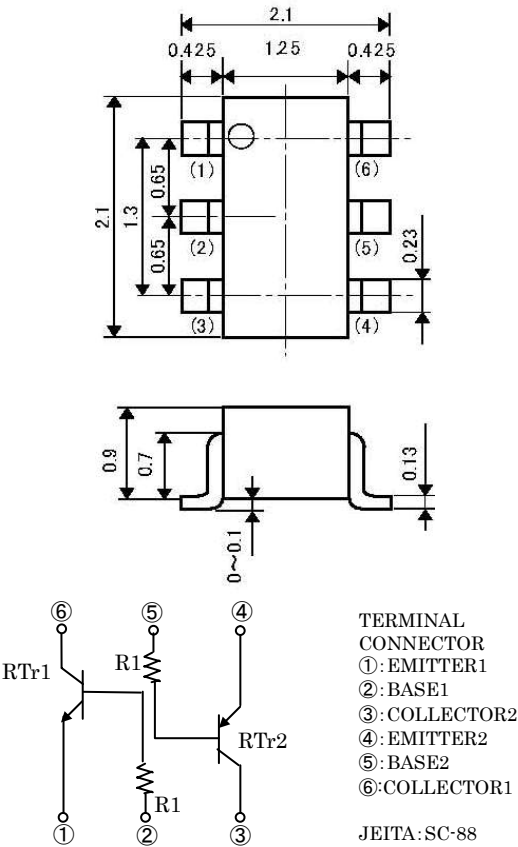 2.1
0.425 1.25 0.425
(1) (6)
2.1 1.3 0.65
(2) (5)
0.65 0.23
(3) (4)
0.9 0.7 0.13
0~0.1
⑥ ⑤ ④
RTr1 R1
RTr2
R1
① ② ③
TERMINAL
CONNECTOR
①:EMITTER1
②:BASE1
③:COLLECTOR2
④:EMITTER2
⑤:BASE2
⑥:COLLECTOR1
JEITA:SC-88